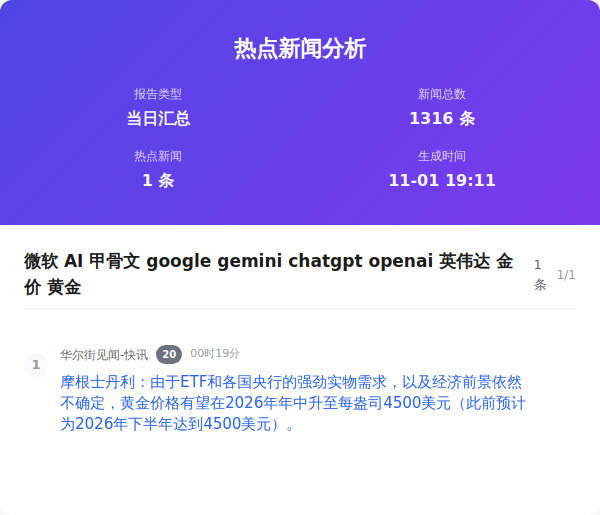 热点新闻分析
报告类型
新闻总数
当日汇总
1316 条
热点新闻
生成时间
1 条
11-01 19:11
微软 AI 甲骨文 google gemini chatgpt openai 英伟达 金
价 黄金
1
条
1/1
1
华尔街见闻-快讯 20 00时19分
摩根士丹利：由于ETF和各国央行的强劲实物需求，以及经济前景依然
不确定，黄金价格有望在2026年年中升至每盎司4500美元（此前预计
为2026年下半年达到4500美元）。